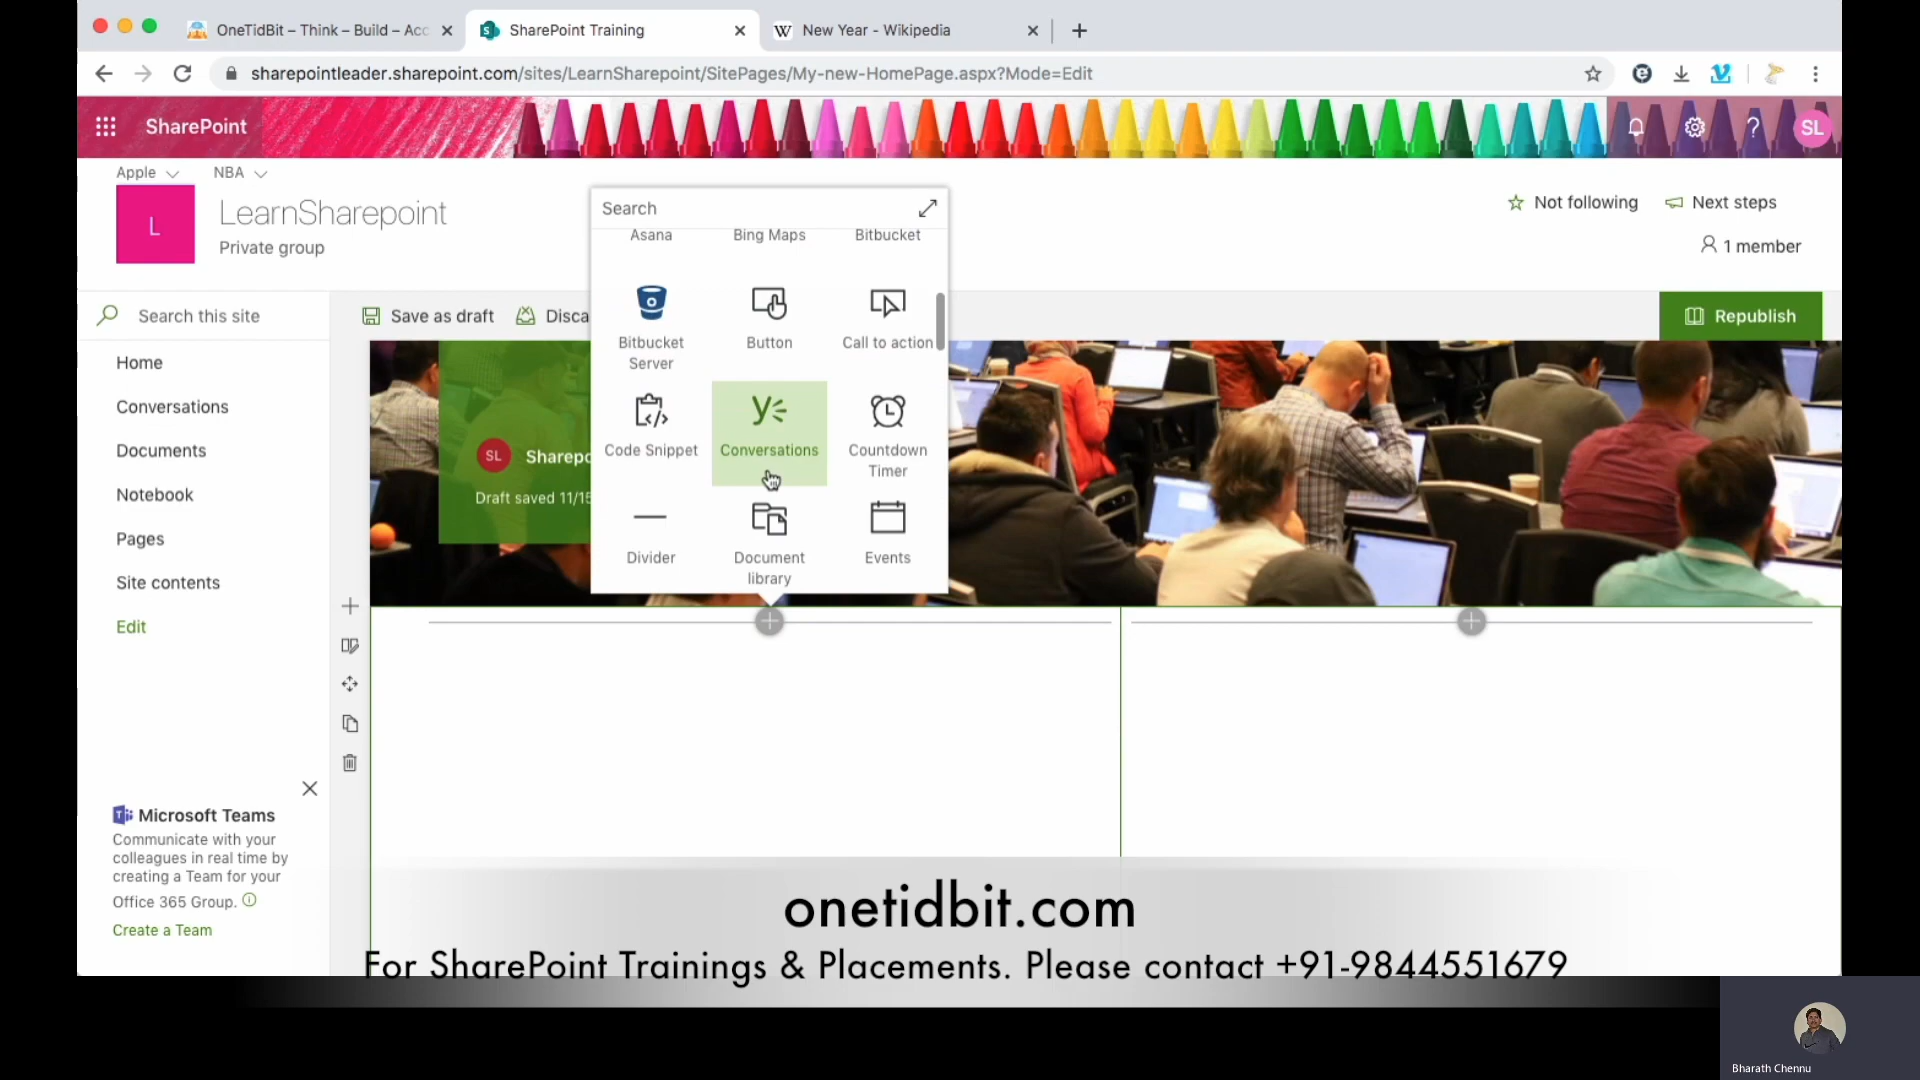 OneTidBit – Think – Build – Acc
SharePoint Training
New Year - Wikipedia
sharepointleader.sharepoint.com/sites/LearnSharepoint/SitePages/My-new-HomePage.aspx?Mode=Edit
SharePoint
SL
Apple
NBA
L
LearnSharepoint
Private group
Not following
Next steps
1 member
Search
Asana
Bing Maps
Bitbucket
Bitbucket
Server
Button
Call to action
Code Snippet
Conversations
Countdown
Timer
Divider
Document
library
Events
Search this site
Save as draft
Disca
Republish
Home
Conversations
Documents
Notebook
Pages
Site contents
Edit
SL
Sharepo
Draft saved 11/15
Microsoft Teams
Communicate with your
colleagues in real time by
creating a Team for your
Office 365 Group.
Create a Team
onetidbit.com
For SharePoint Trainings & Placements. Please contact +91-9844551679
Bharath Chennu